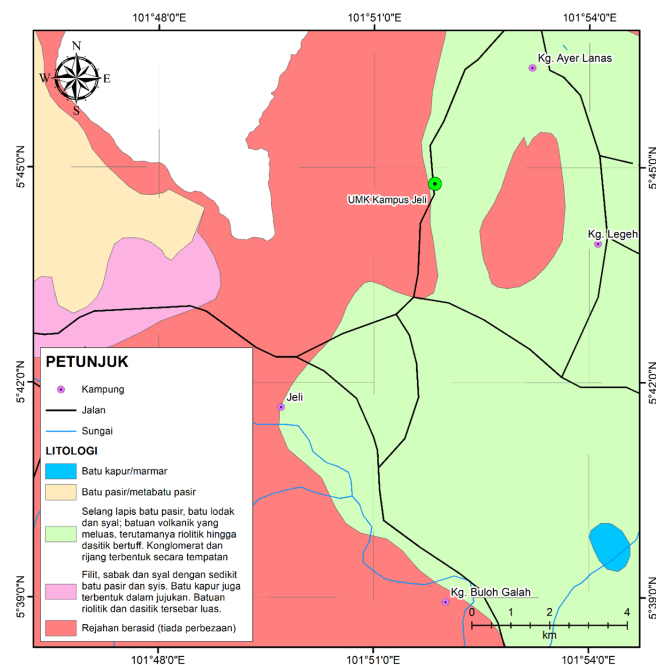 101°48'0"E
101°51'0"E
101°54'0"E
N
W
E
S
Kg. Ayer Lanas
5°45'0"N
5°45'0"N
UMK Kampus Jeli
Kg. Legeh
5°42'0"N
5°42'0"N
Jeli
5°39'0"N
5°39'0"N
Kg. Buloh Galah
PETUNJUK
Kampung
Jalan
Sungai
LITOLOGI
Batu kapur/marmar
Batu pasir/metabatu pasir
Selang lapis batu pasir, batu lodak
dan syal; batuan volkanik yang
meluas, terutamanya riolitik hingga
dasitik bertuff. Konglomerat dan
rijang terbentuk secara tempatan
Filit, sabak dan syal dengan sedikit
batu pasir dan syis. Batu kapur juga
terbentuk dalam jujukan. Batuan
riolitik dan dasitik tersebar luas.
Rejahan berasid (tiada perbezaan)
0 1 2 4
km
101°48'0"E
101°51'0"E
101°54'0"E